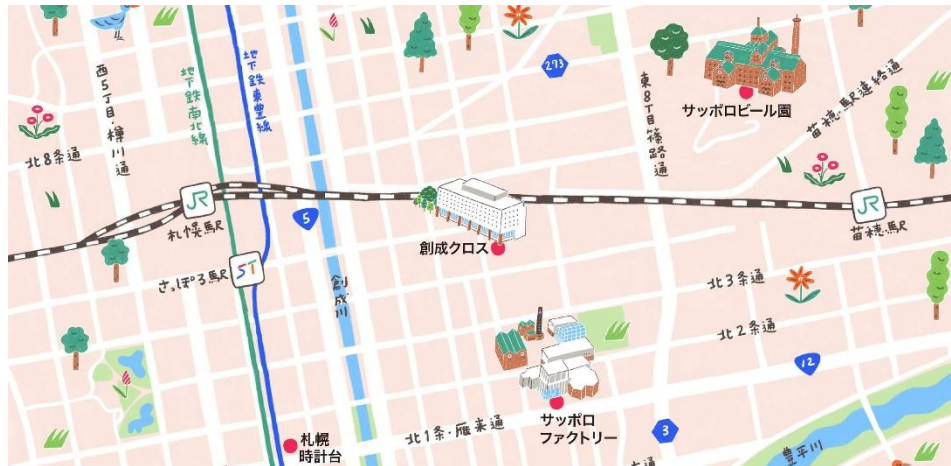 西5丁目・樽川通
地下鉄南北線
地下鉄東豊線
273
東8丁目篠路通
サッポロビール園
苗穂・駅連絡通
北8条通
JR
札幌駅
5
創成クロス
JR
苗穂駅
さっぽろ駅
ST
創成川
北3条通
北2条通
12
北1条・雁来通
サッポロ
ファクトリー
3
札幌
時計台
大通
豊平川